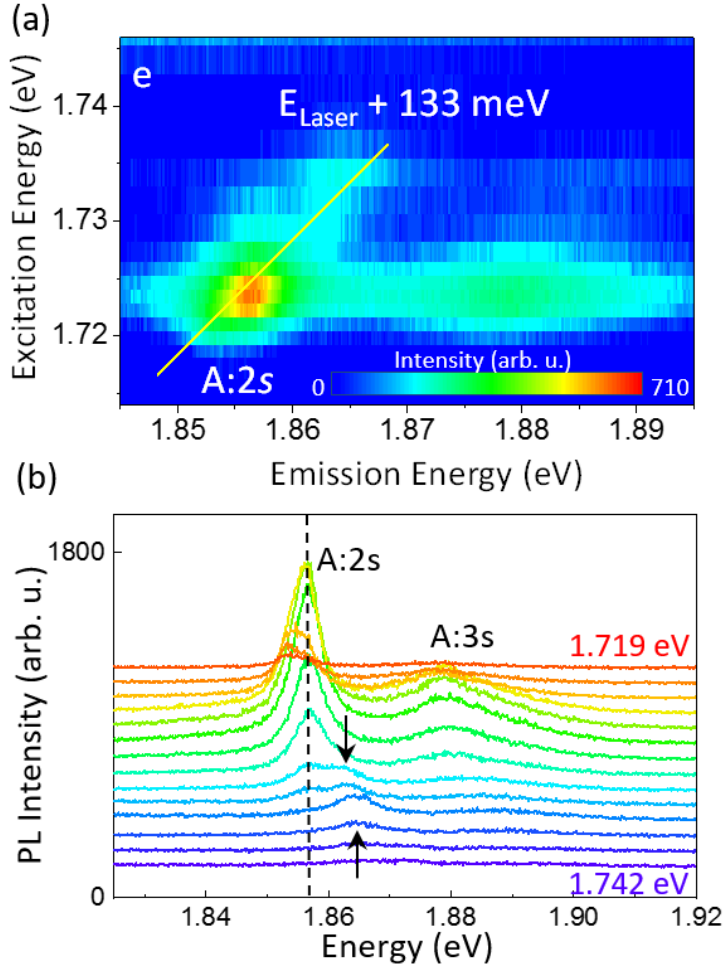 (a)
e
E_Laser + 133 meV
1.74
1.73
1.72
Excitation Energy (eV)
A:2s
Intensity (arb. u.)
0
710
1.85
1.86
1.87
1.88
1.89
Emission Energy (eV)
(b)
1800
0
PL Intensity (arb. u.)
A:2s
A:3s
1.719 eV
1.742 eV
1.84
1.86
1.88
1.90
1.92
Energy (eV)